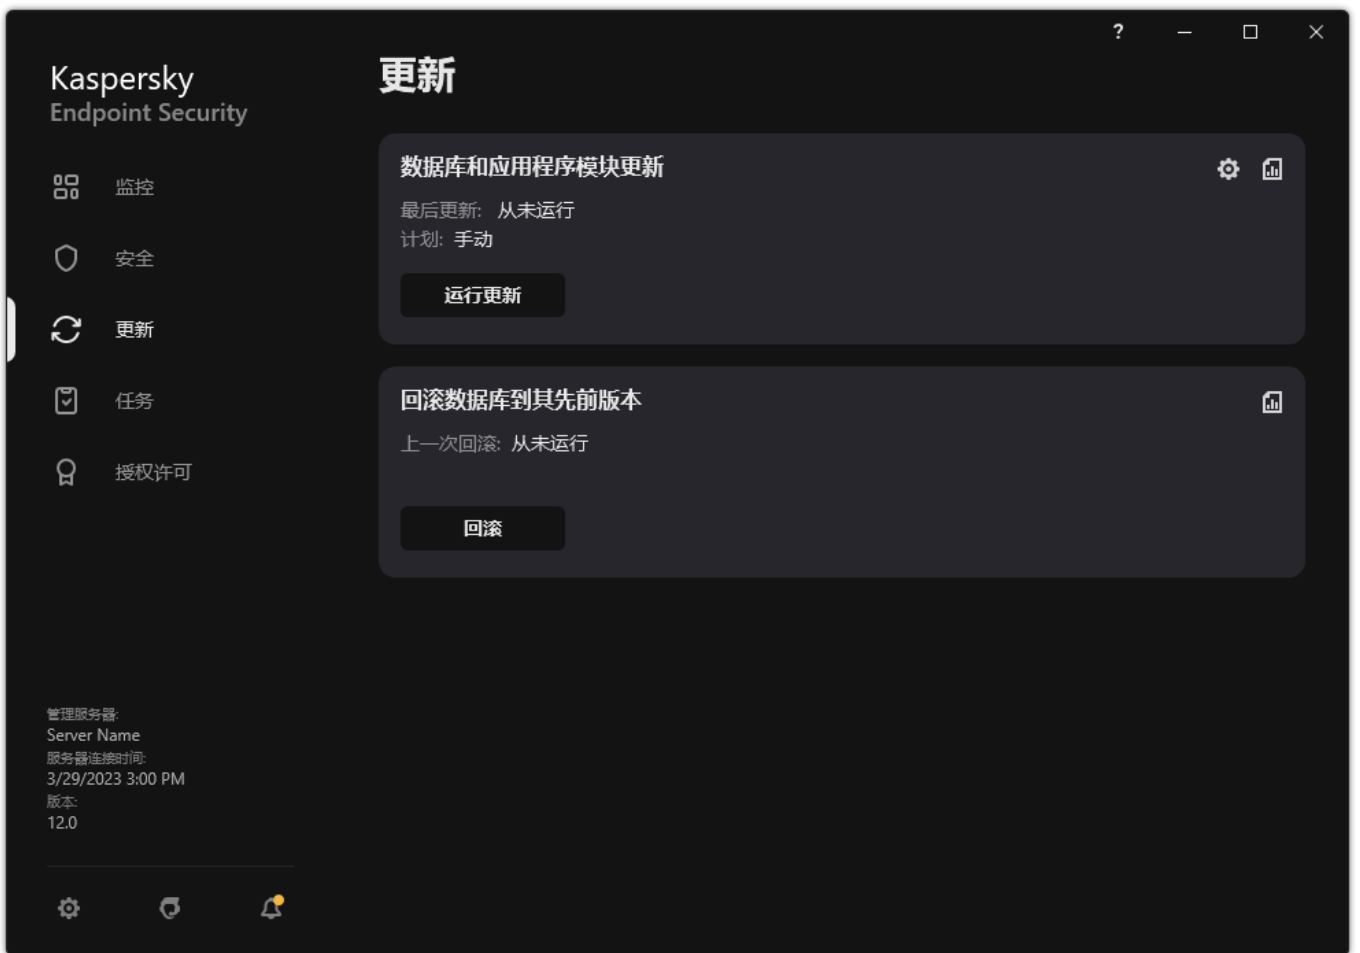 ?
Kaspersky
Endpoint Security
监控
安全
更新
任务
授权许可
管理服务器:
Server Name
服务器连接时间:
3/29/2023 3:00 PM
版本:
12.0
更新
数据库和应用程序模块更新
最后更新: 从未运行
计划: 手动
运行更新
回滚数据库到其先前版本
上一次回滚: 从未运行
回滚